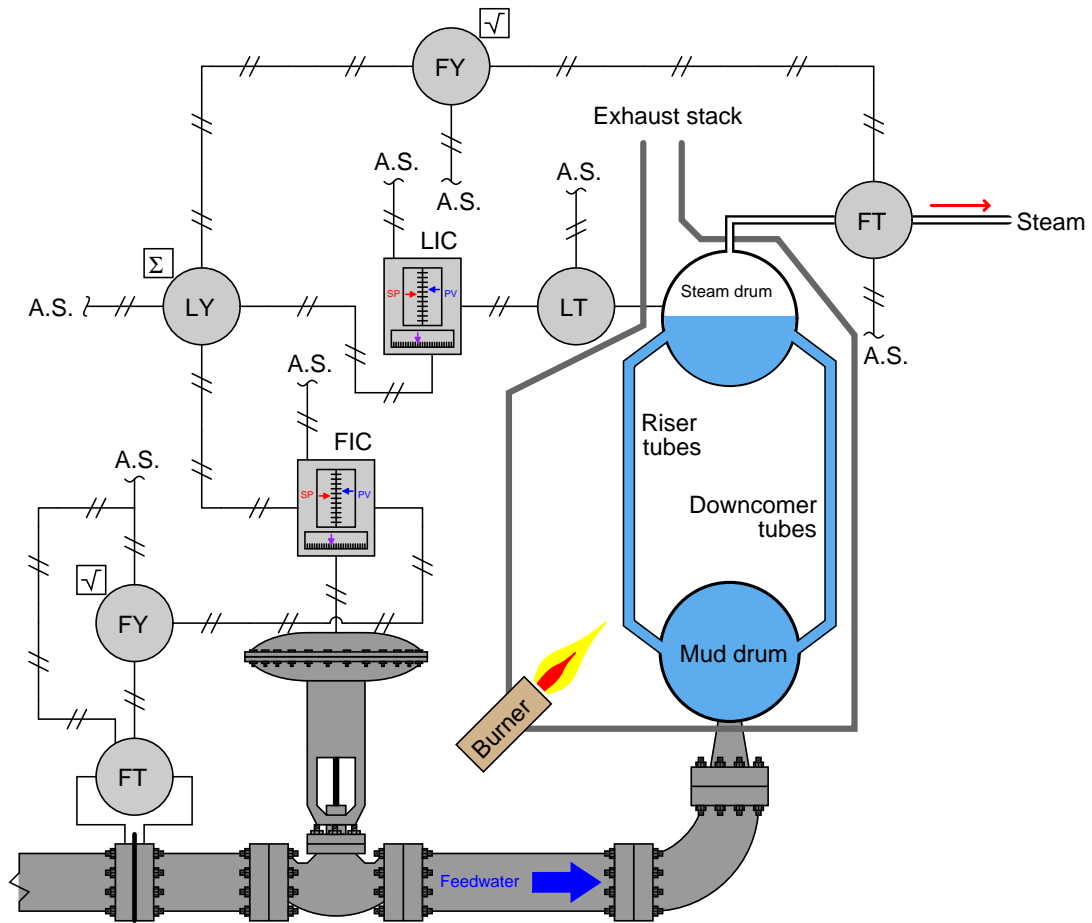 √
FY
Exhaust stack
A.S.
A.S.
A.S.
FT
Steam
LIC
Σ
Steam drum
SP
PV
A.S.
LY
LT
A.S.
A.S.
FIC
Riser
tubes
A.S.
SP
PV
Downcomer
tubes
√
FY
Mud drum
Burner
FT
Feedwater